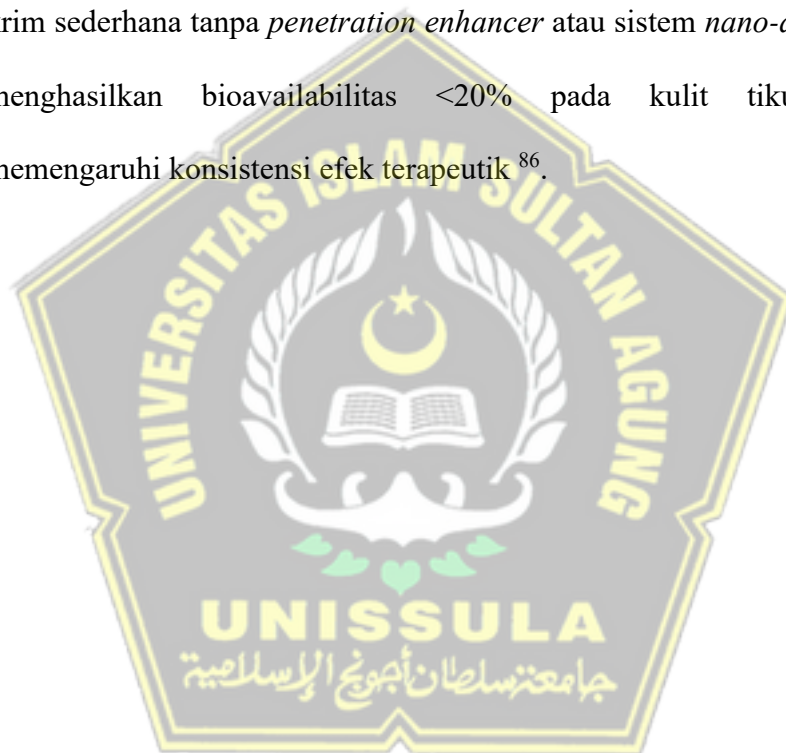 rim sederhana tanpa penetration enhancer atau sistem nano-
menghasilkan bioavailabilitas <20% pada kulit
memengaruhi konsistensi efek terapeutik 86.
UNIVERSITAS ISLAM SULTAN AGUNG
UNISSULA
جامعة سلطان أجونج الإسلامية